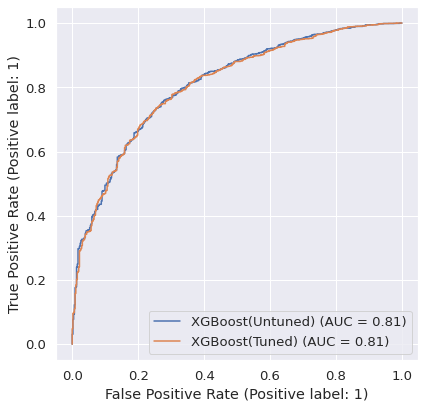 1.0
0.8
0.6
0.4
0.2
0.0
True Positive Rate (Positive label: 1)
XGBoost(Untuned) (AUC = 0.81)
XGBoost(Tuned) (AUC = 0.81)
0.0 0.2 0.4 0.6 0.8 1.0
False Positive Rate (Positive label: 1)